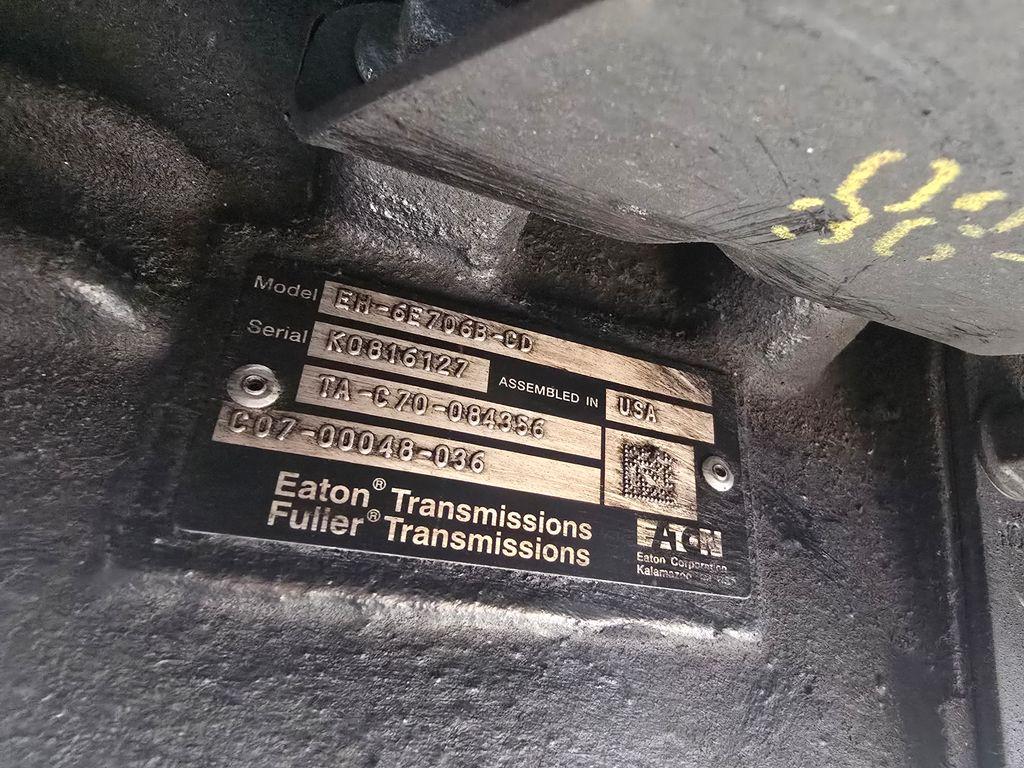 Model EH-6E706B-CD
Serial K0816127
ASSEMBLED IN USA
TA-C70-084356
C07-00048-036
Eaton® Transmissions
Fuller® Transmissions
EATON
Eaton Corporation
Kalamazoo